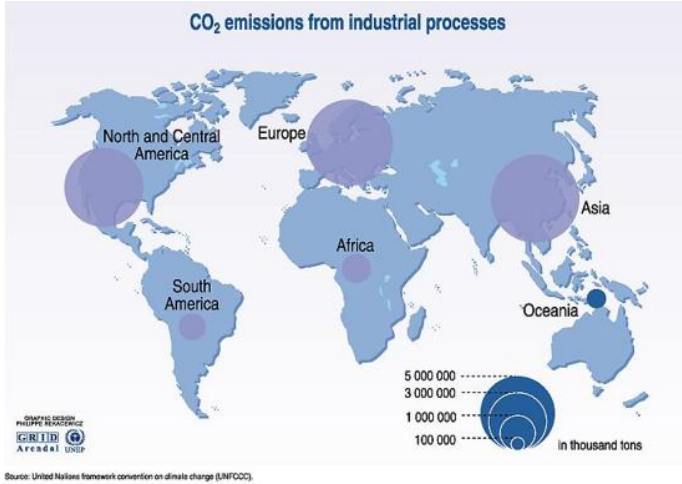 CO2 emissions from industrial processes
North and Central
America
Europe
Asia
Africa
South
America
Oceania
5 000 000
3 000 000
1 000 000
100 000
in thousand tons
GRAPHIC DESIGN
PHILIPPE REKACEWICZ
GRID
Arendal UNEP
Source: United Nations framework convention on climate change (UNFCCC).